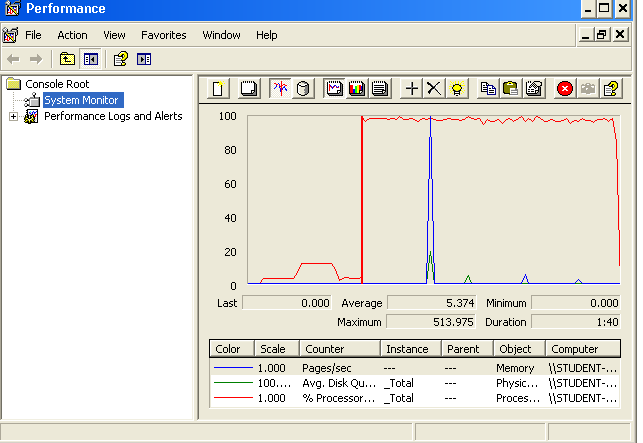 Performance
File Action View Favorites Window Help
Console Root
System Monitor
Performance Logs and Alerts
100
80
60
40
20
0
Last 0.000 Average 5.374 Minimum 0.000
Maximum 513.975 Duration 1:40
Color Scale Counter Instance Parent Object Computer
1.000 Pages/sec --- --- Memory \\STUDENT-...
100.... Avg. Disk Qu... _Total --- Physic... \\STUDENT-...
1.000 % Processor... _Total --- Proces... \\STUDENT-...